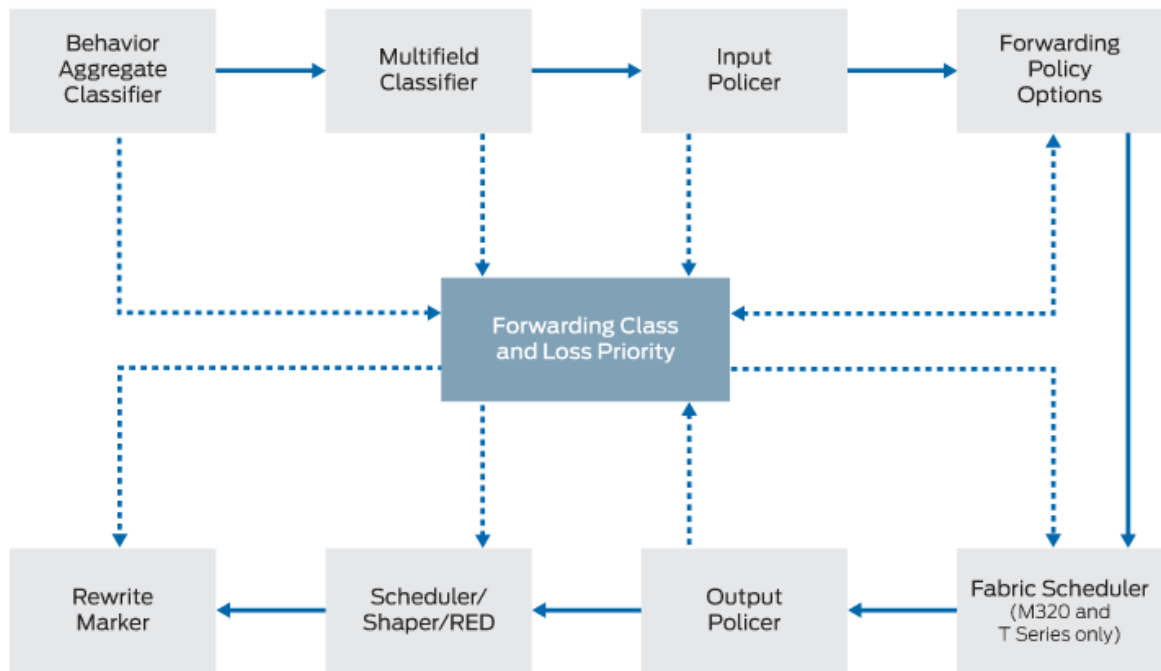 Behavior
Aggregate
Classifier
Multifield
Classifier
Input
Policer
Forwarding
Policy
Options
Forwarding Class
and Loss Priority
Rewrite
Marker
Scheduler/
Shaper/RED
Output
Policer
Fabric Scheduler
(M320 and
T Series only)